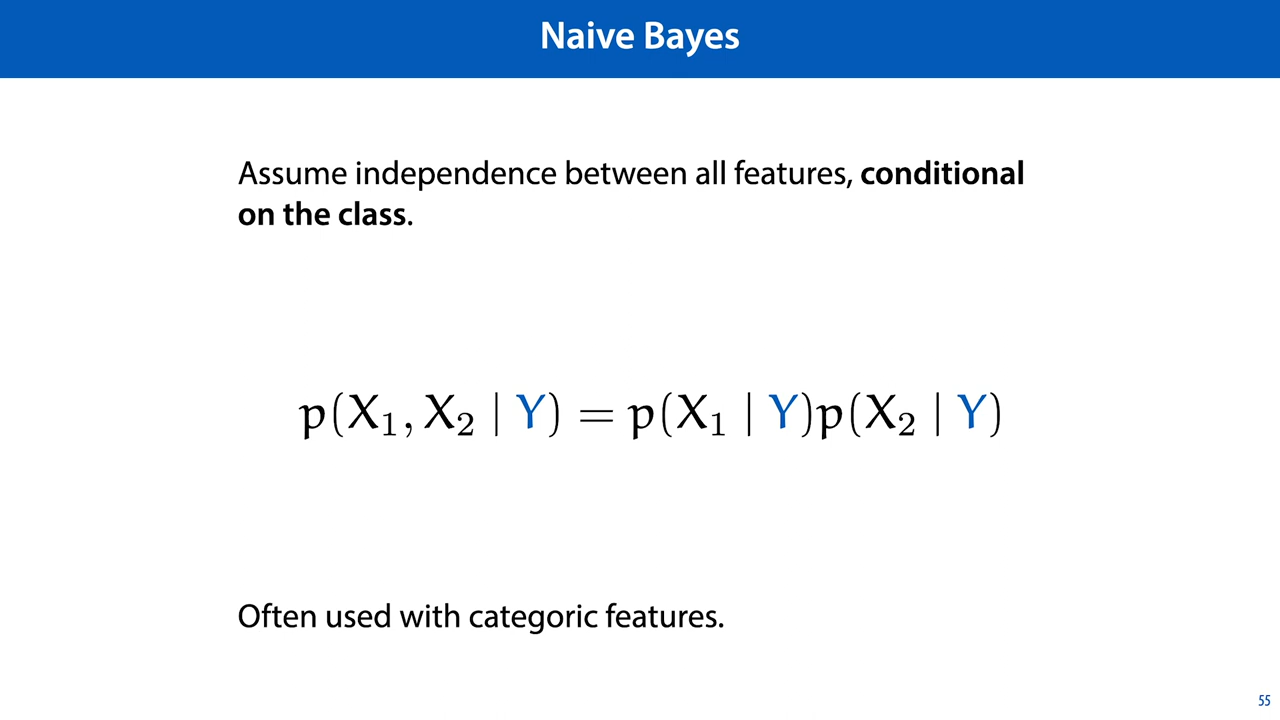 Naive Bayes
Assume independence between all features, conditional
on the class.
p(X₁, X₂ | Y) = p(X₁ | Y)p(X₂ | Y)
Often used with categoric features.
55